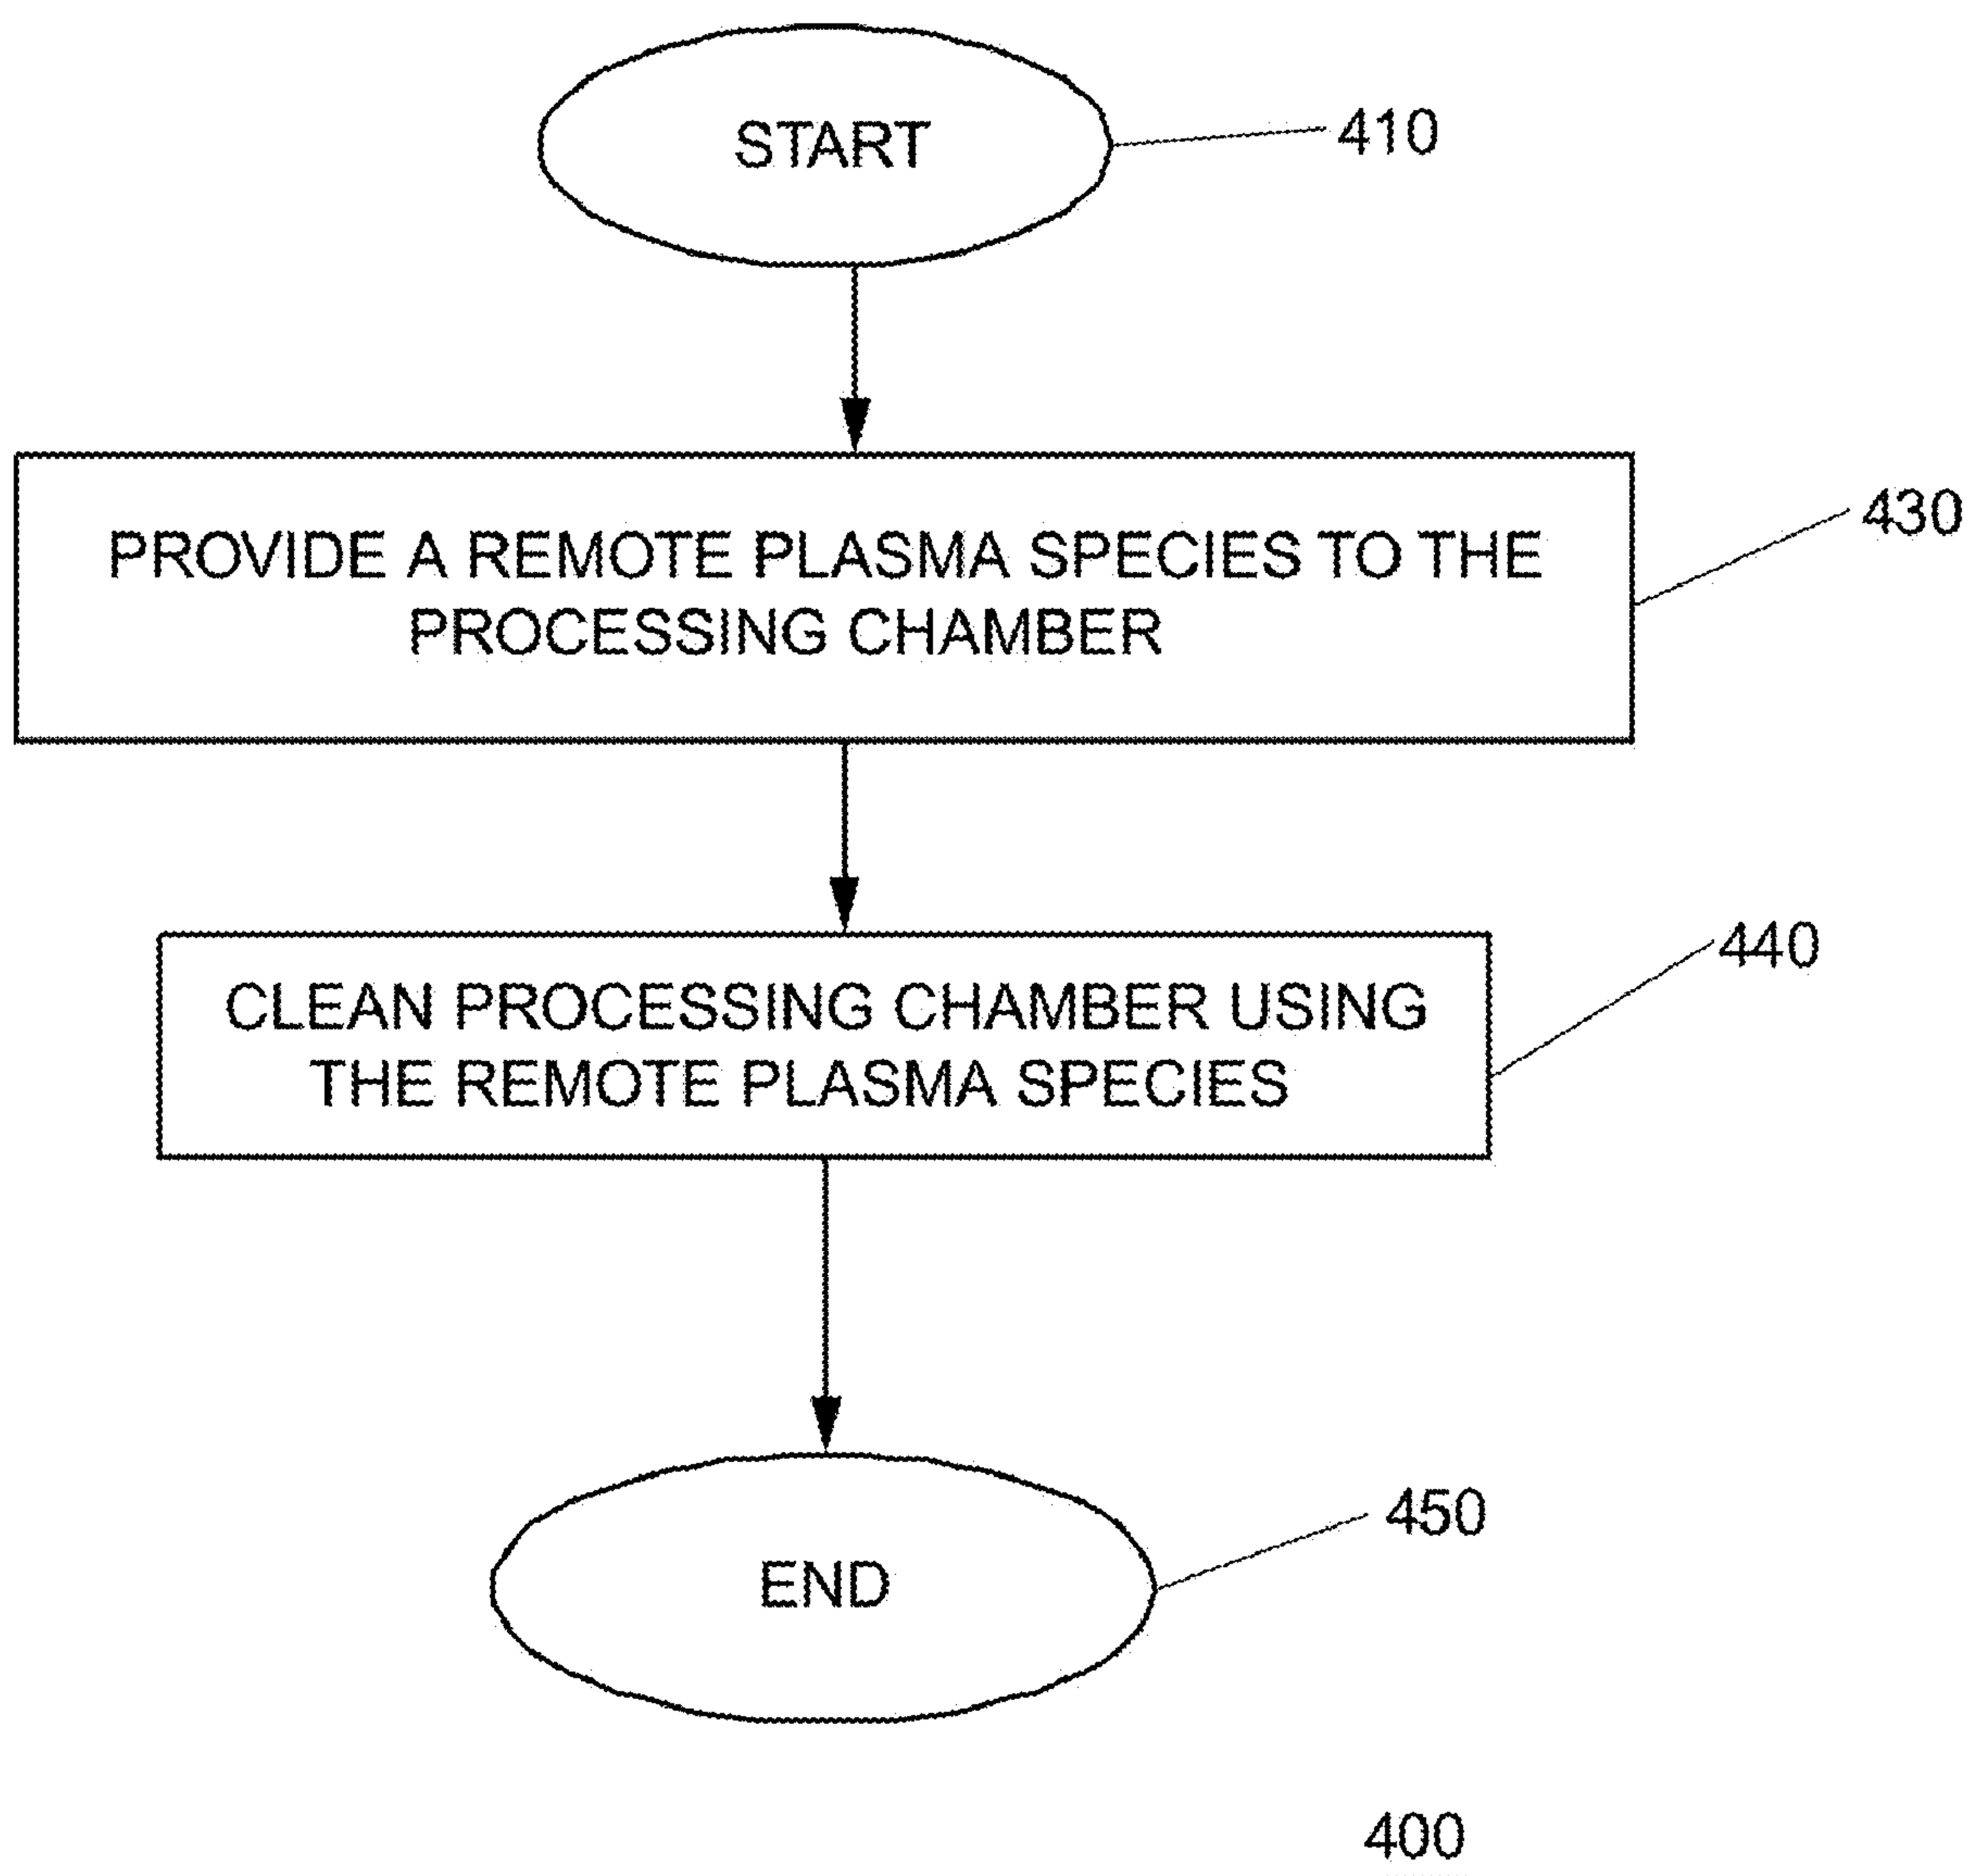 START
410
PROVIDE A REMOTE PLASMA SPECIES TO THE
PROCESSING CHAMBER
430
CLEAN PROCESSING CHAMBER USING
THE REMOTE PLASMA SPECIES
440
END
450
400